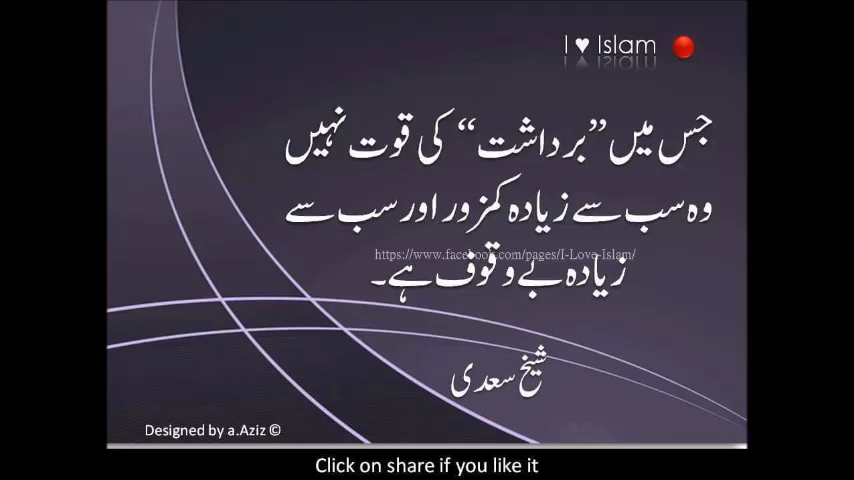 I ♥ Islam
جس میں ”برداشت“ کی قوت نہیں
وہ سب سے زیادہ کمزور اور سب سے
https://www.facebook.com/pages/I-Love-Islam/
زیادہ بے وقوف ہے۔
شیخ سعدی
Designed by a.Aziz ©
Click on share if you like it